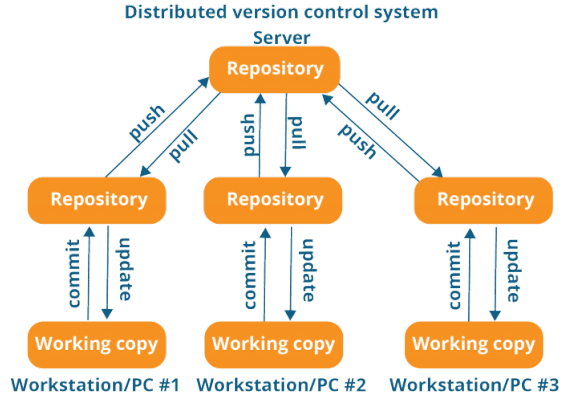 Distributed version control system
Server
Repository
push
pull
push
pull
push
pull
Repository
Repository
Repository
commit
update
commit
update
commit
update
Working copy
Working copy
Working copy
Workstation/PC #1
Workstation/PC #2
Workstation/PC #3